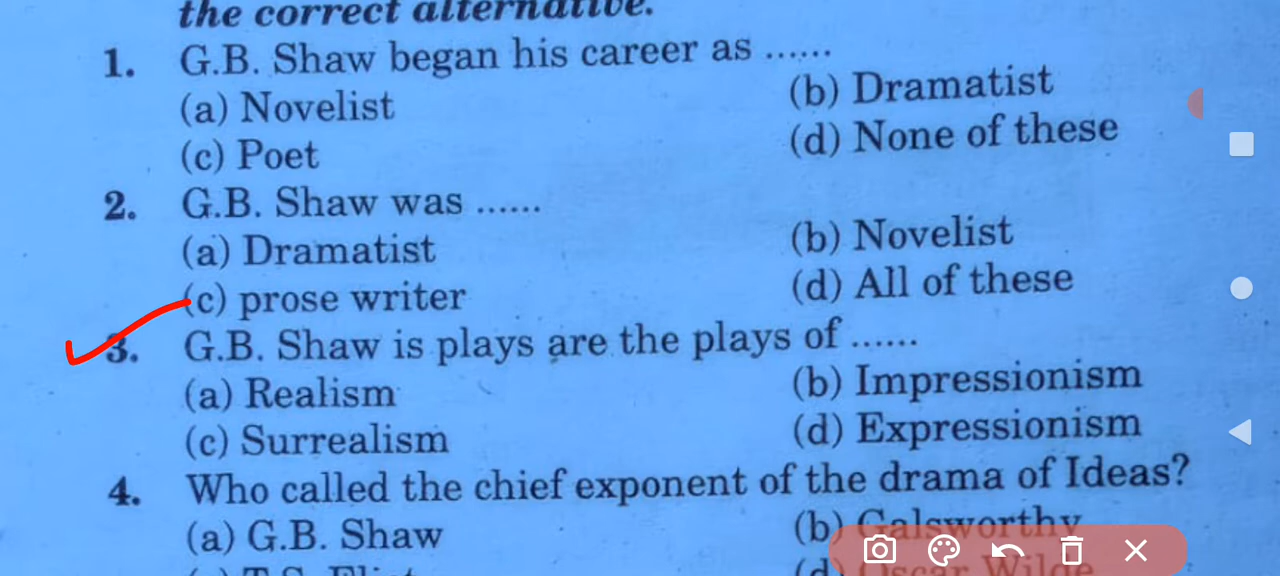 the correct alternative.
1. G.B. Shaw began his career as ......
(a) Novelist (b) Dramatist
(c) Poet (d) None of these
2. G.B. Shaw was ......
(a) Dramatist (b) Novelist
(c) prose writer (d) All of these
3. G.B. Shaw is plays are the plays of ......
(a) Realism (b) Impressionism
(c) Surrealism (d) Expressionism
4. Who called the chief exponent of the drama of Ideas?
(a) G.B. Shaw (b) Galsworthy
(d) Oscar Wilde